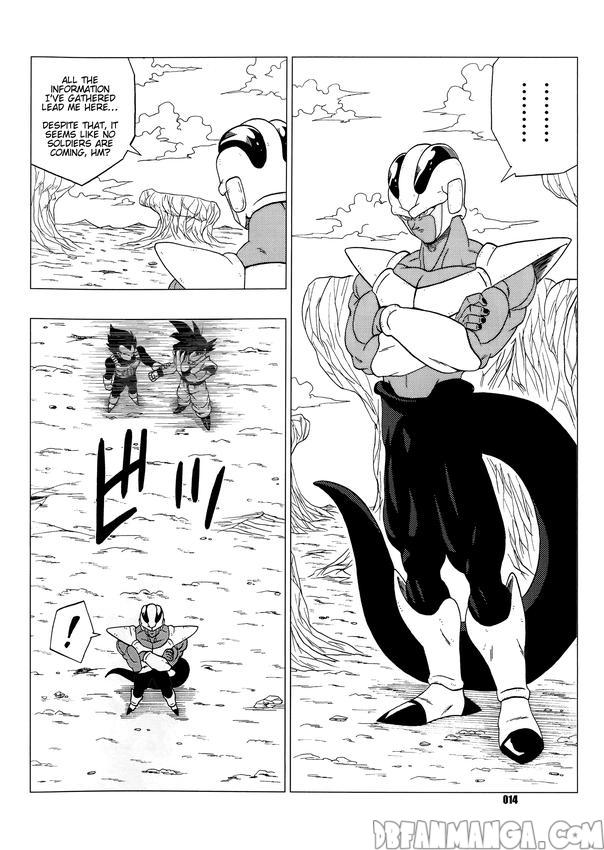 ………
ALL THE
INFORMATION
I'VE GATHERED
LEAD ME HERE...
DESPITE THAT, IT
SEEMS LIKE NO
SOLDIERS ARE
COMING, HM?
ビッ
!
014
DBFANMANGA.COM